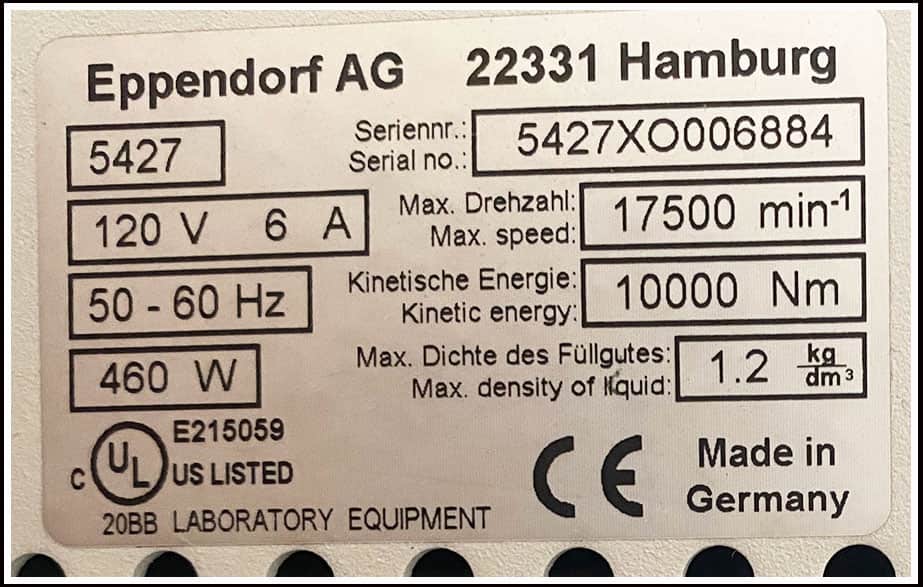 Eppendorf AG 22331 Hamburg
5427
Seriennr.:
Serial no.:
5427XO006884
120 V 6 A
Max. Drehzahl:
Max. speed:
17500 min-1
50 - 60 Hz
Kinetische Energie:
Kinetic energy:
10000 Nm
460 W
Max. Dichte des Füllgutes:
Max. density of liquid:
1.2 kg/dm³
c UL US LISTED
E215059
20BB LABORATORY EQUIPMENT
CE
Made in
Germany